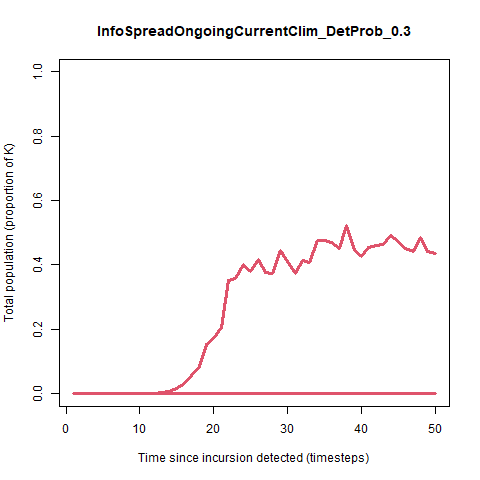 InfoSpreadOngoingCurrentClim_DetProb_0.3
Total population (proportion of K)
1.0
0.8
0.6
0.4
0.2
0.0
0 10 20 30 40 50
Time since incursion detected (timesteps)